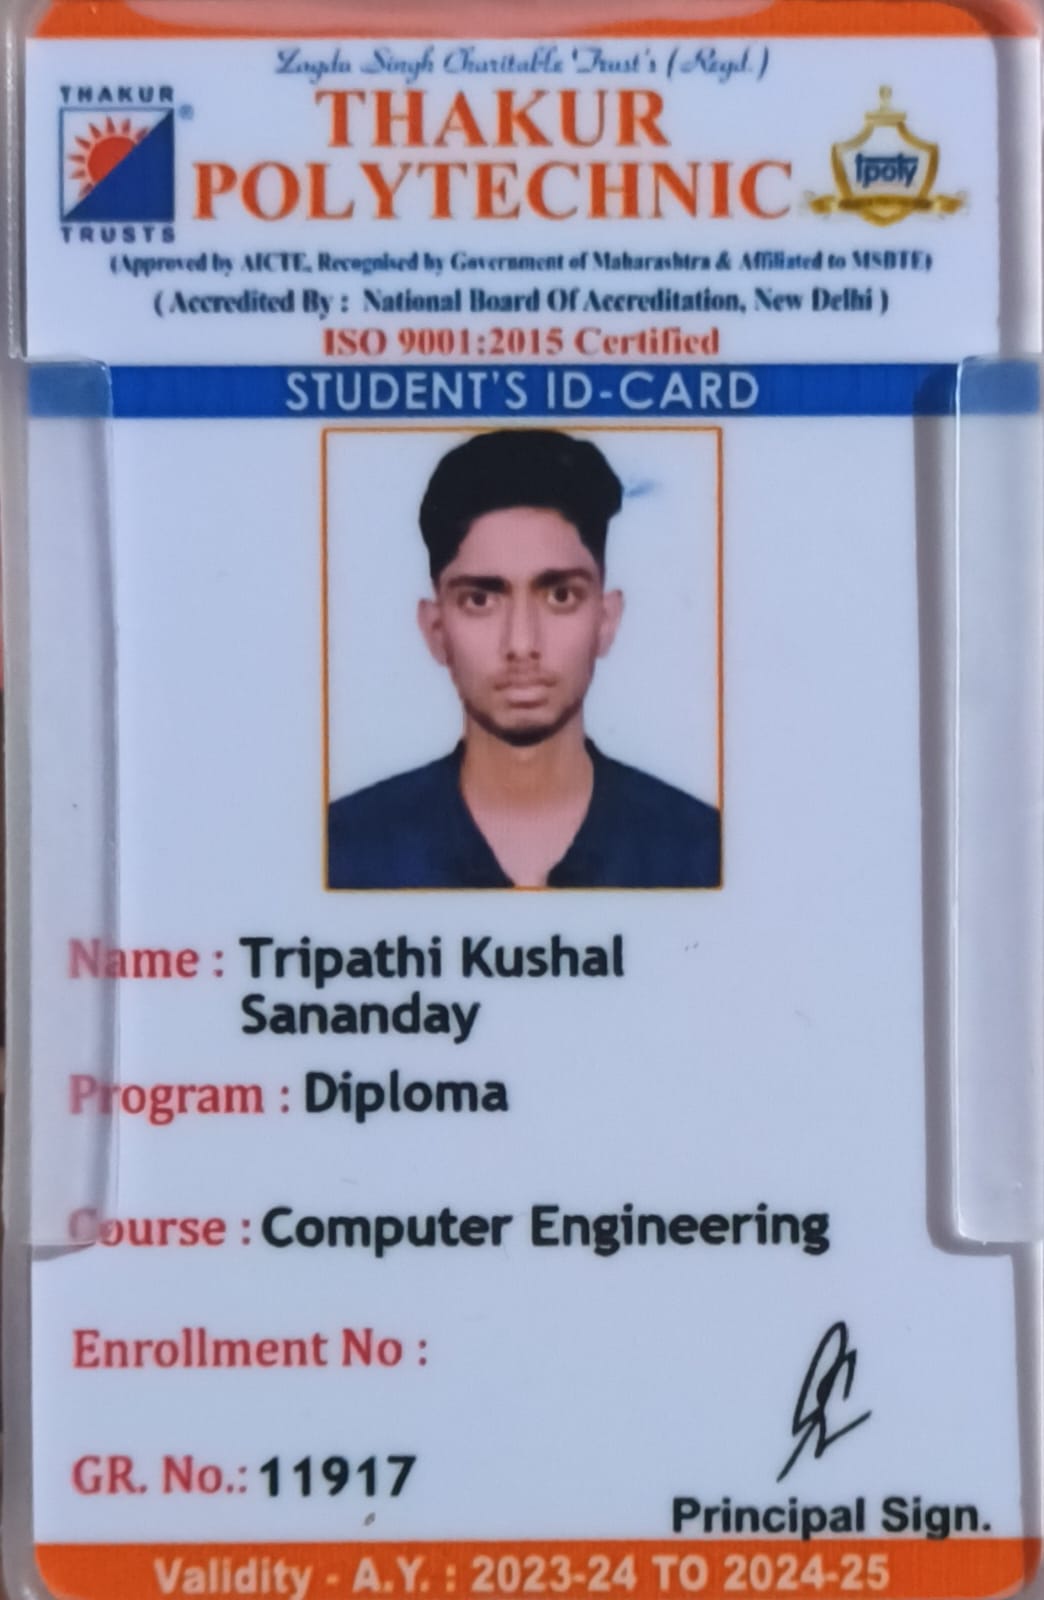 Zagdu Singh Charitable Trust's (Regd.)
THAKUR
TRUSTS
®
THAKUR
POLYTECHNIC
tpoly
(Approved by AICTE, Recognised by Government of Maharashtra & Affiliated to MSBTE)
( Accredited By : National Board Of Accreditation, New Delhi )
ISO 9001:2015 Certified
STUDENT'S ID-CARD
Name : Tripathi Kushal
Sananday
Program : Diploma
Course : Computer Engineering
Enrollment No :
GR. No.: 11917
Principal Sign.
Validity - A.Y. : 2023-24 TO 2024-25